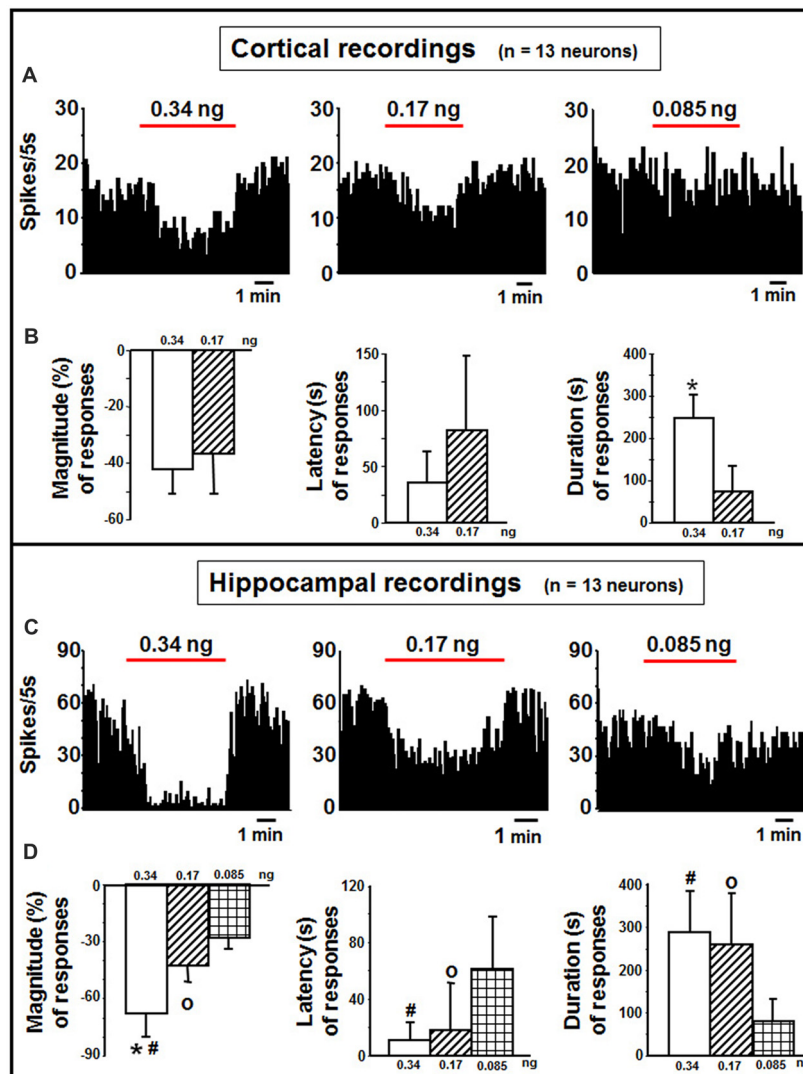 Cortical recordings (n = 13 neurons)
A
0.34 ng 0.17 ng 0.085 ng
Spikes/5s
30 30 30
20 20 20
10 10 10
0 0 0
1 min 1 min 1 min
B
Magnitude (%)
of responses
0.34 0.17 ng
0
-20
-40
-60
Latency (s)
of responses
150
100
50
0
0.34 0.17 ng
Duration (s)
of responses
400
300
200
100
0
*
0.34 0.17 ng
Hippocampal recordings (n = 13 neurons)
C
0.34 ng 0.17 ng 0.085 ng
Spikes/5s
90 90 90
60 60 60
30 30 30
0 0 0
1 min 1 min 1 min
D
Magnitude (%)
of responses
0.34 0.17 0.085 ng
0
-30
-60
-90
* #
o
Latency (s)
of responses
120
80
40
0
# o
0.34 0.17 0.085 ng
Duration (s)
of responses
400
300
200
100
0
# o
0.34 0.17 0.085 ng